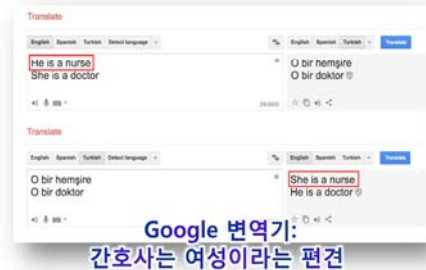 Translate
English Spanish Turkish Detect language
English Spanish Turkish Translate
He is a nurse
She is a doctor
O bir hemşire
O bir doktor
Translate
English Spanish Turkish Detect language
English Spanish Turkish Translate
O bir hemşire
O bir doktor
She is a nurse
He is a doctor
Google 변역기:
간호사는 여성이라는 편견